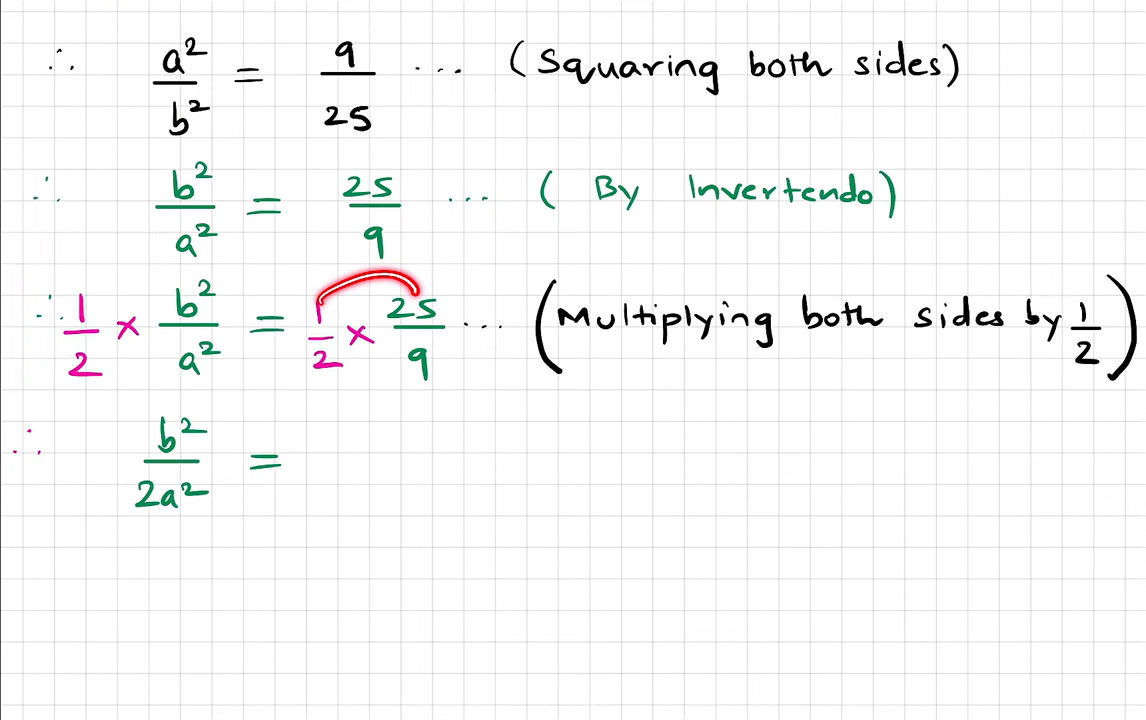 ∴ a²/b² = 9/25 ... (Squaring both sides)
∴ b²/a² = 25/9 ... (By Invertendo)
∴ 1/2 × b²/a² = 1/2 × 25/9 ... (Multiplying both sides by 1/2)
∴ b²/2a² =